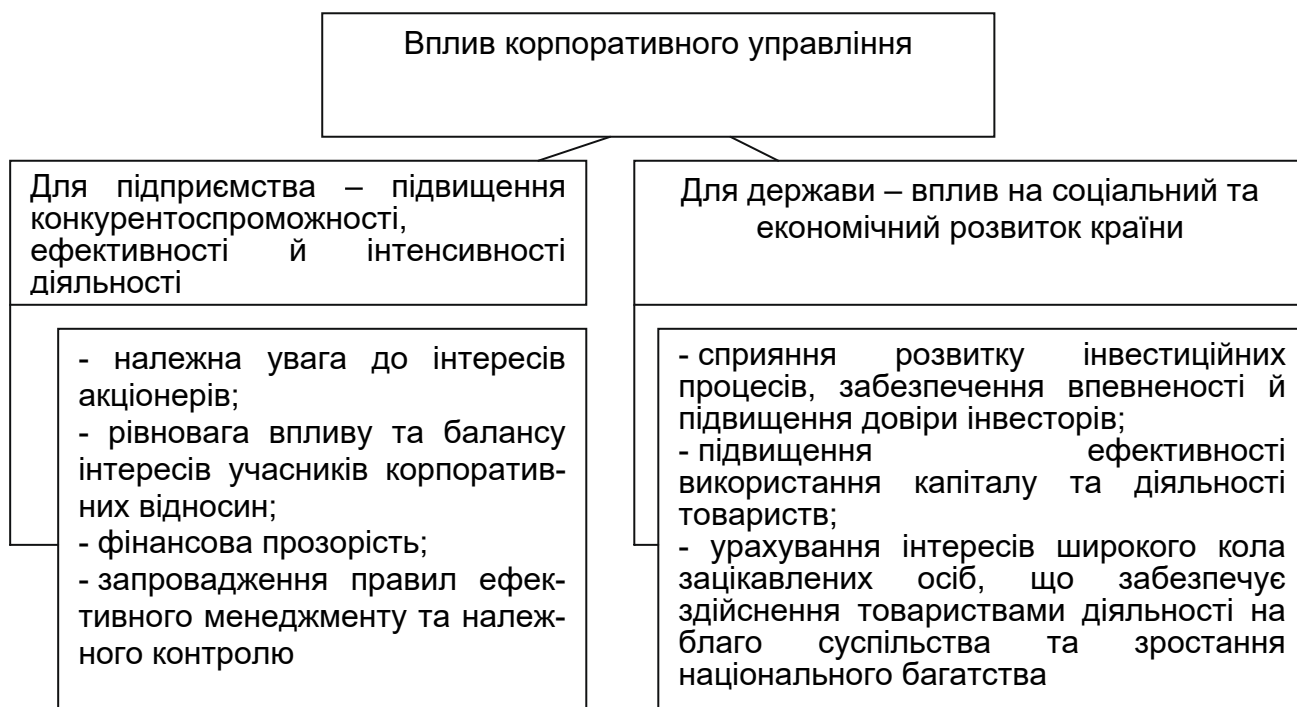 Вплив корпоративного управління
Для підприємства – підвищення
конкурентоспроможності,
ефективності й інтенсивності
діяльності
Для держави – вплив на соціальний та
економічний розвиток країни
- належна увага до інтересів
акціонерів;
- рівновага впливу та балансу
інтересів учасників корпоратив-
них відносин;
- фінансова прозорість;
- запровадження правил ефек-
тивного менеджменту та належ-
ного контролю
- сприяння розвитку інвестиційних
процесів, забезпечення впевненості й
підвищення довіри інвесторів;
- підвищення ефективності
використання капіталу та діяльності
товариств;
- урахування інтересів широкого кола
зацікавлених осіб, що забезпечує
здійснення товариствами діяльності на
благо суспільства та зростання
національного багатства